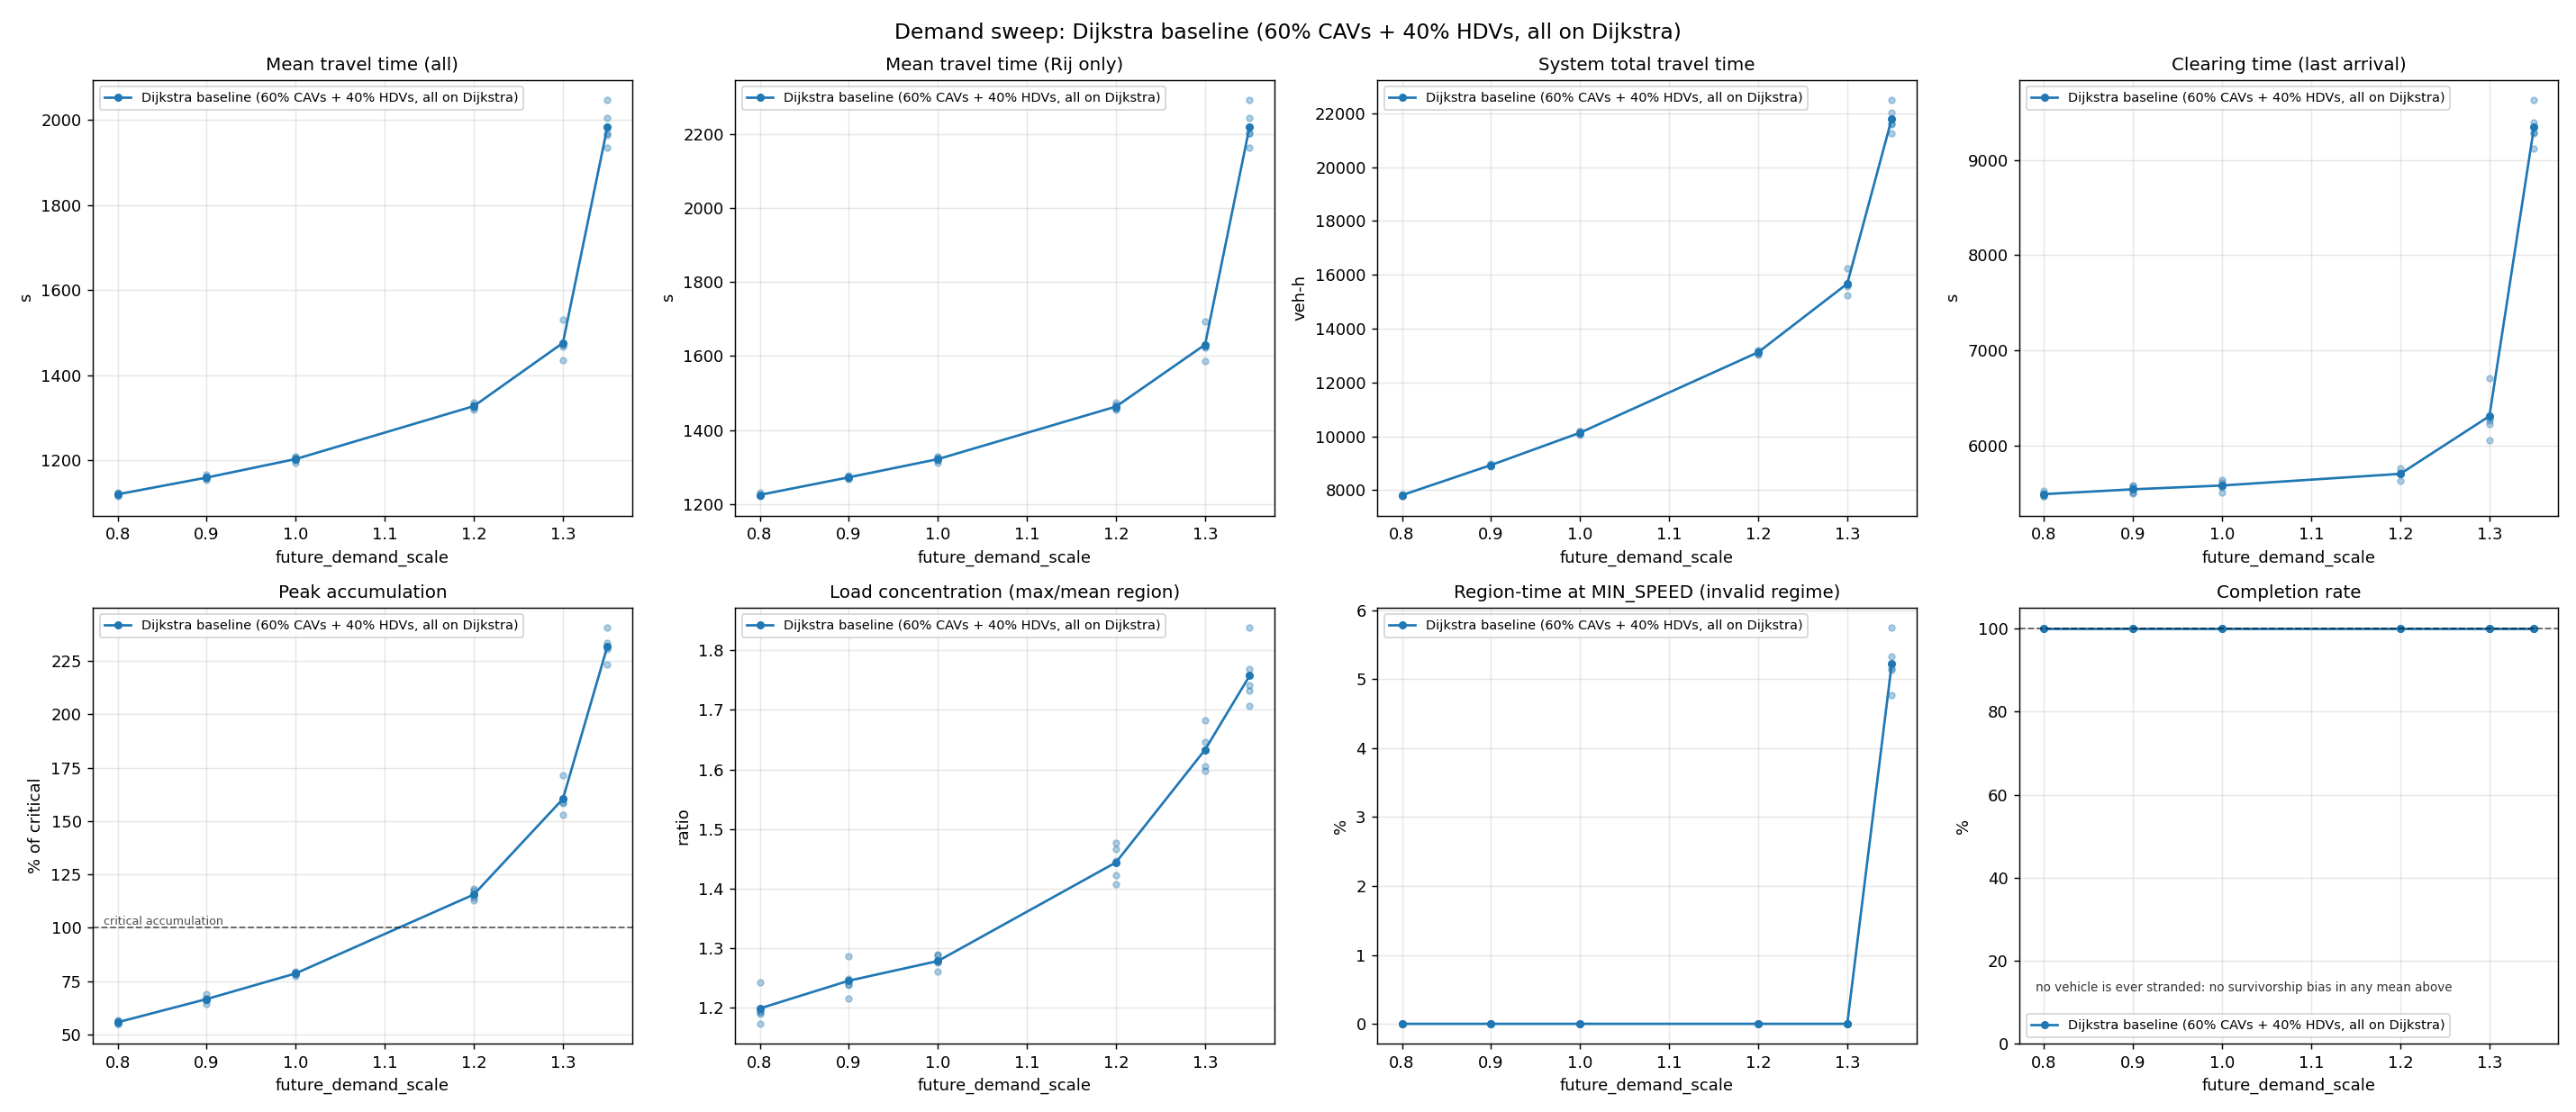 Demand sweep: Dijkstra baseline (60% CAVs + 40% HDVs, all on Dijkstra)
Mean travel time (all)
Dijkstra baseline (60% CAVs + 40% HDVs, all on Dijkstra)
2000
1800
1600
1400
1200
s
0.8 0.9 1.0 1.1 1.2 1.3
future_demand_scale
Mean travel time (Rij only)
Dijkstra baseline (60% CAVs + 40% HDVs, all on Dijkstra)
2200
2000
1800
1600
1400
1200
s
0.8 0.9 1.0 1.1 1.2 1.3
future_demand_scale
System total travel time
Dijkstra baseline (60% CAVs + 40% HDVs, all on Dijkstra)
22000
20000
18000
16000
14000
12000
10000
8000
veh-h
0.8 0.9 1.0 1.1 1.2 1.3
future_demand_scale
Clearing time (last arrival)
Dijkstra baseline (60% CAVs + 40% HDVs, all on Dijkstra)
9000
8000
7000
6000
s
0.8 0.9 1.0 1.1 1.2 1.3
future_demand_scale
Peak accumulation
Dijkstra baseline (60% CAVs + 40% HDVs, all on Dijkstra)
225
200
175
150
125
100
75
50
% of critical
critical accumulation
0.8 0.9 1.0 1.1 1.2 1.3
future_demand_scale
Load concentration (max/mean region)
Dijkstra baseline (60% CAVs + 40% HDVs, all on Dijkstra)
1.8
1.7
1.6
1.5
1.4
1.3
1.2
ratio
0.8 0.9 1.0 1.1 1.2 1.3
future_demand_scale
Region-time at MIN_SPEED (invalid regime)
Dijkstra baseline (60% CAVs + 40% HDVs, all on Dijkstra)
6
5
4
3
2
1
0
%
0.8 0.9 1.0 1.1 1.2 1.3
future_demand_scale
Completion rate
100
80
60
40
20
0
%
no vehicle is ever stranded: no survivorship bias in any mean above
Dijkstra baseline (60% CAVs + 40% HDVs, all on Dijkstra)
0.8 0.9 1.0 1.1 1.2 1.3
future_demand_scale